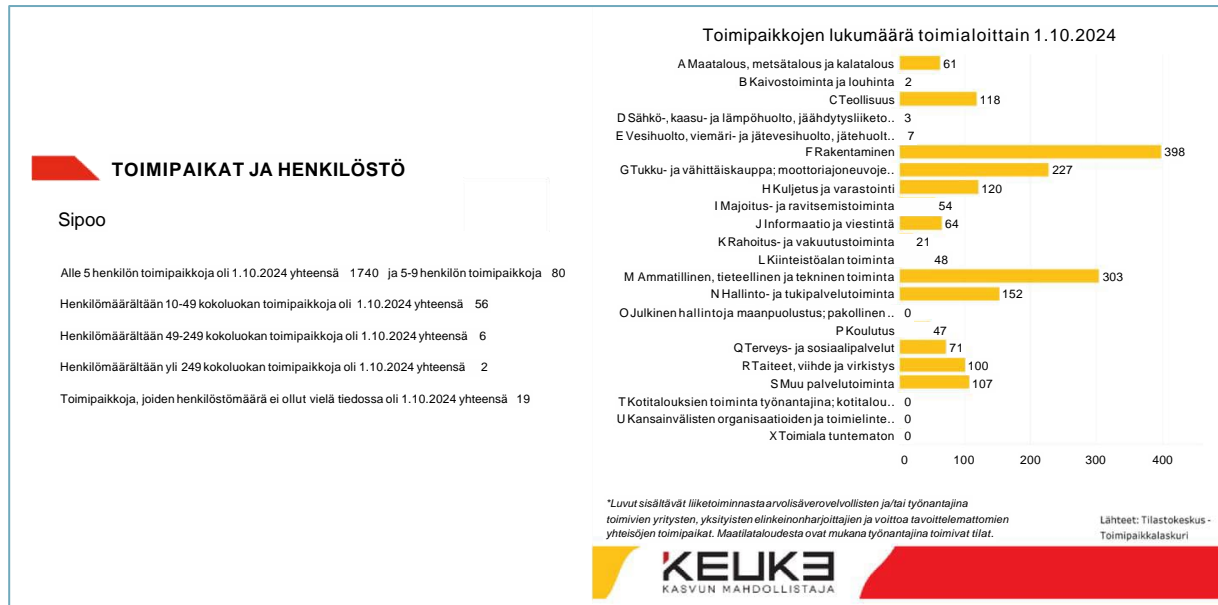 TOIMIPAIKAT JA HENKILÖSTÖ
Sipoo
Alle 5 henkilön toimipaikkoja oli 1.10.2024 yhteensä 1740 ja 5-9 henkilön toimipaikkoja 80
Henkilömäärältään 10-49 kokoluokan toimipaikkoja oli 1.10.2024 yhteensä 56
Henkilömäärältään 49-249 kokoluokan toimipaikkoja oli 1.10.2024 yhteensä 6
Henkilömäärältään yli 249 kokoluokan toimipaikkoja oli 1.10.2024 yhteensä 2
Toimipaikkoja, joiden henkilöstömäärä ei ollut vielä tiedossa oli 1.10.2024 yhteensä 19
Toimipaikkojen lukumäärä toimialoittain 1.10.2024
A Maatalous, metsätalous ja kalatalous 61
B Kaivostoiminta ja louhinta 2
C Teollisuus 118
D Sähkö-, kaasu- ja lämpöhuolto, jäähdytysliiketo.. 3
E Vesihuolto, viemäri- ja jätevesihuolto, jätehuolt.. 7
F Rakentaminen 398
G Tukku- ja vähittäiskauppa; moottoriajoneuvoje.. 227
H Kuljetus ja varastointi 120
I Majoitus- ja ravitsemistoiminta 54
J Informaatio ja viestintä 64
K Rahoitus- ja vakuutustoiminta 21
L Kiinteistöalan toiminta 48
M Ammatillinen, tieteellinen ja tekninen toiminta 303
N Hallinto- ja tukipalvelutoiminta 152
O Julkinen hallinto ja maanpuolustus; pakollinen .. 0
P Koulutus 47
Q Terveys- ja sosiaalipalvelut 71
R Taiteet, viihde ja virkistys 100
S Muu palvelutoiminta 107
T Kotitalouksien toiminta työnantajina; kotitalou.. 0
U Kansainvälisten organisaatioiden ja toimielinte.. 0
X Toimiala tuntematon 0
0 100 200 300 400
*Luvut sisältävät liiketoiminnasta arvolisäverovelvollisten ja/tai työnantajina
toimivien yritysten, yksityisten elinkeinonharjoittajien ja voittoa tavoittelemattomien
yhteisöjen toimipaikat. Maatilataloudesta ovat mukana työnantajina toimivat tilat.
Lähteet: Tilastokeskus -
Toimipaikkalaskuri
KEUKE
KASVUN MAHDOLLISTAJA